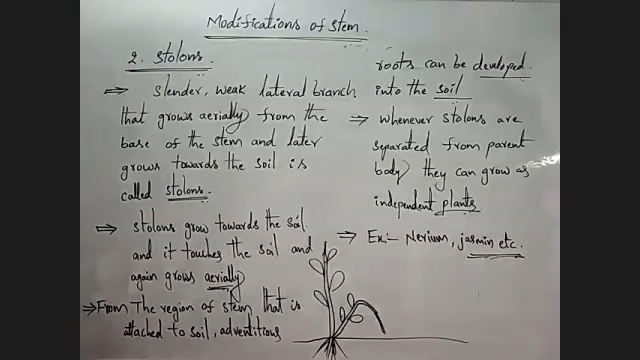 Modifications of stem.
2. Stolons.
⇒ slender, weak lateral branch
that grows aerially from the
base of the stem and later
grows towards the soil is
called stolons.
⇒ stolons grow towards the soil
and it touches the soil and
again grows aerially
⇒ From The region of stem that is
attached to soil, adventitious
roots can be developed
into the soil
⇒ whenever stolons are
separated from parent
body they can grow as
independent plants
⇒ Ex:- Nerium, jasmin etc.